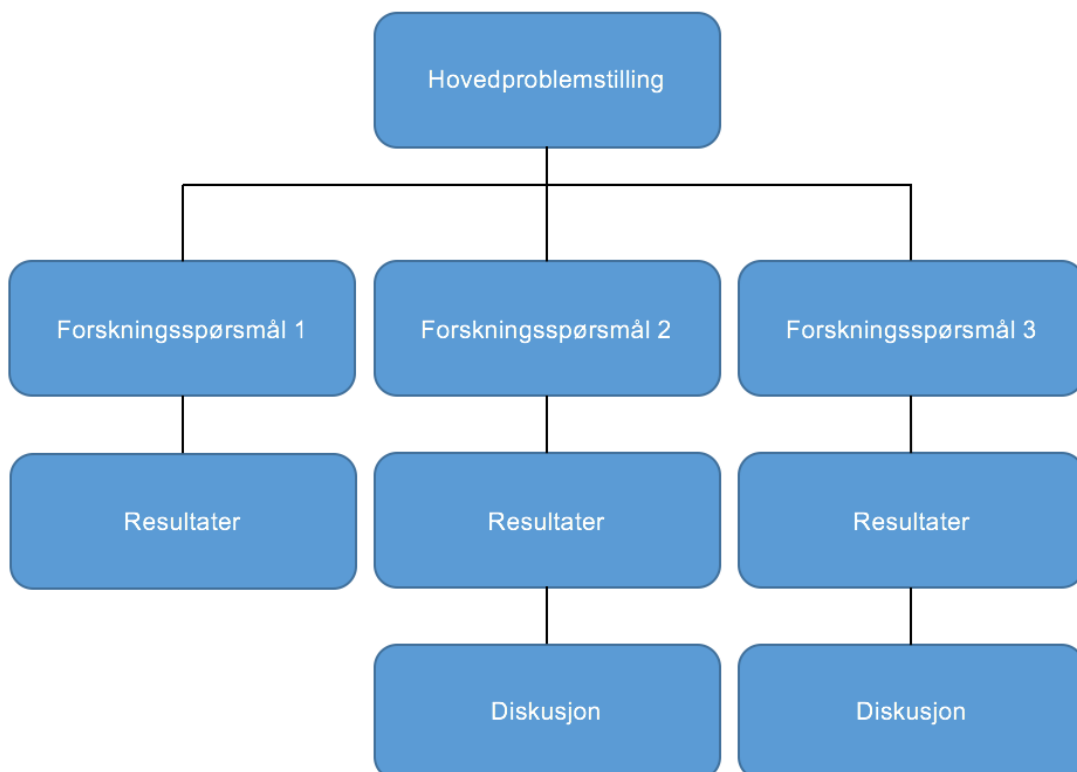 Hovedproblemstilling
Forskningsspørsmål 1
Forskningsspørsmål 2
Forskningsspørsmål 3
Resultater
Resultater
Resultater
Diskusjon
Diskusjon